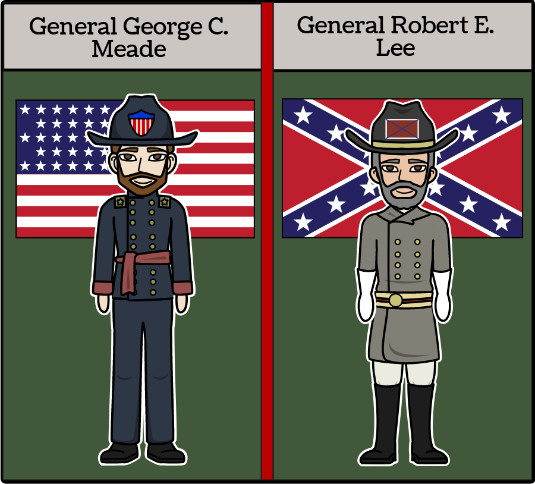 General George C.
Meade
General Robert E.
Lee